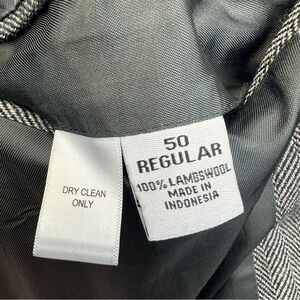 DRY CLEAN
ONLY
50
REGULAR
100% LAMBSWOOL
MADE IN
INDONESIA